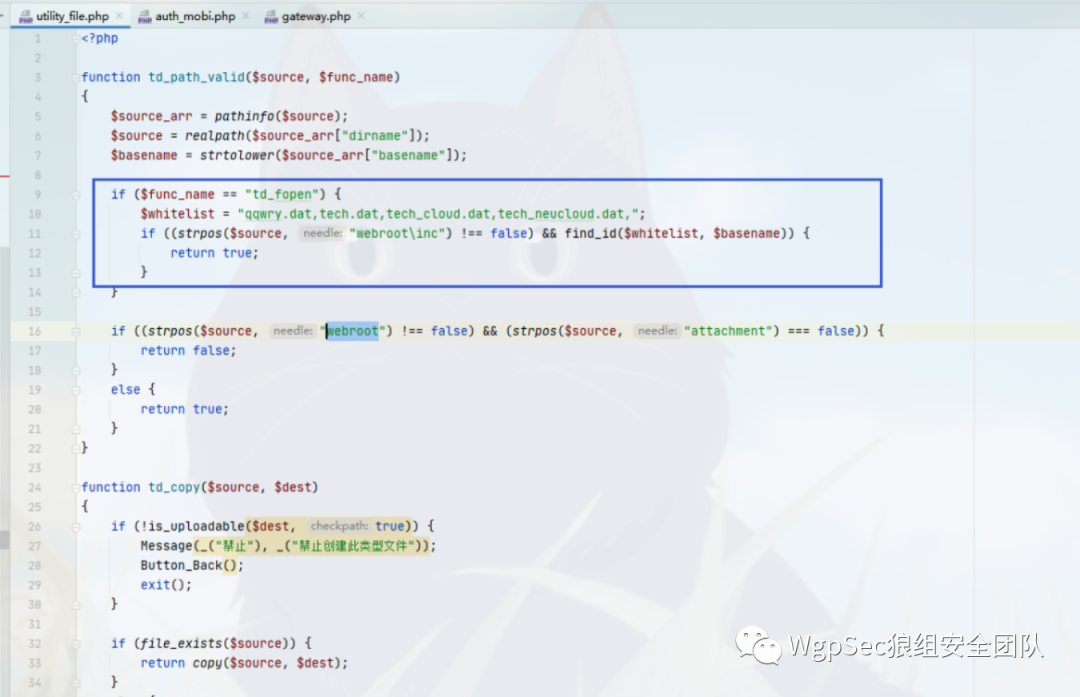 utility_file.php × auth_mobi.php × gateway.php ×
1 <?php
2
3 function td_path_valid($source, $func_name)
4 {
5 $source_arr = pathinfo($source);
6 $source = realpath($source_arr["dirname"]);
7 $basename = strtolower($source_arr["basename"]);
8
9 if ($func_name == "td_fopen") {
10 $whitelist = "qqwry.dat,tech.dat,tech_cloud.dat,tech_neucloud.dat,";
11 if ((strpos($source, needle: "webroot\inc") !== false) && find_id($whitelist, $basename)) {
12 return true;
13 }
14 }
15
16 if ((strpos($source, needle: "webroot") !== false) && (strpos($source, needle: "attachment") === false)) {
17 return false;
18 }
19 else {
20 return true;
21 }
22 }
23
24 function td_copy($source, $dest)
25 {
26 if (!is_uploadable($dest, checkpath: true)) {
27 Message(_("禁止"), _("禁止创建此类型文件"));
28 Button_Back();
29 exit();
30 }
31
32 if (file_exists($source)) {
33 return copy($source, $dest);
34 }
WgpSec狼组安全团队